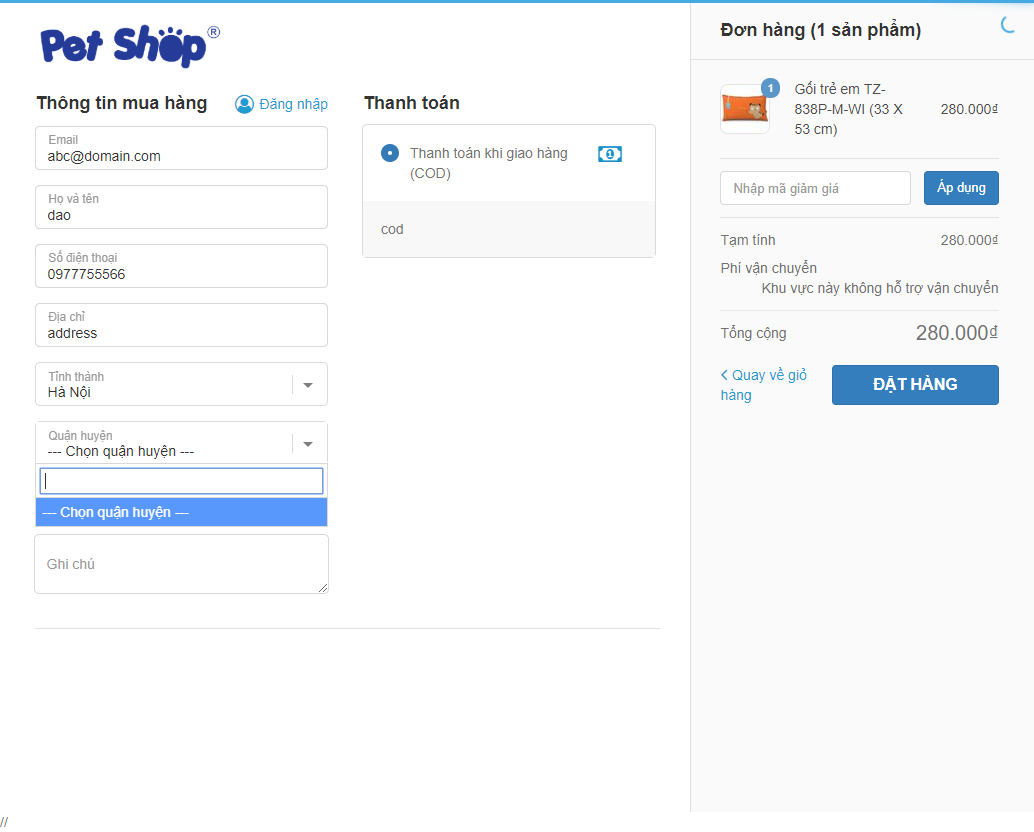 Pet Shop ®
Thông tin mua hàng
Đăng nhập
Email
abc@domain.com
Họ và tên
dao
Số điện thoại
0977755566
Địa chỉ
address
Tỉnh thành
Hà Nội
Quận huyện
--- Chọn quận huyện ---
--- Chọn quận huyện ---
Ghi chú
Thanh toán
Thanh toán khi giao hàng
(COD)
cod
Đơn hàng (1 sản phẩm)
1
Gối trẻ em TZ-
838P-M-WI (33 X
53 cm)
280.000₫
Nhập mã giảm giá
Áp dụng
Tạm tính 280.000₫
Phí vận chuyển
Khu vực này không hỗ trợ vận chuyển
Tổng cộng 280.000₫
Quay về giỏ
hàng
ĐẶT HÀNG
//